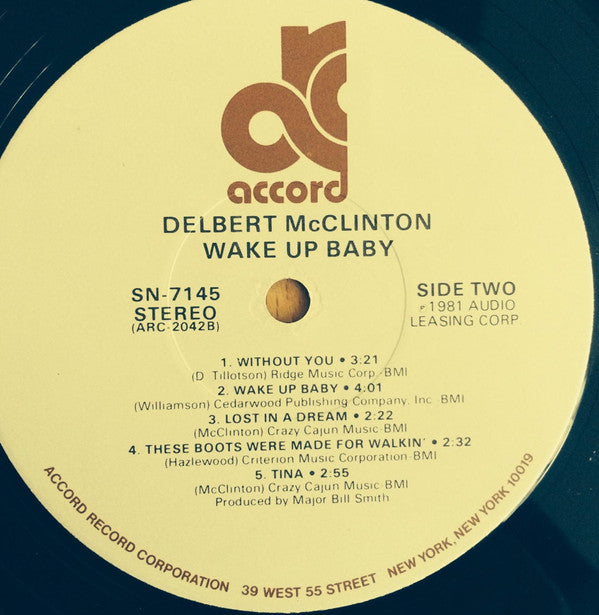 accord
DELBERT McCLINTON
WAKE UP BABY
SN-7145
STEREO
(ARC-2042B)
SIDE TWO
℗ 1981 AUDIO
LEASING CORP.
1. WITHOUT YOU • 3:21
(D. Tillotson) Ridge Music Corp.-BMI
2. WAKE UP BABY • 4:01
(Williamson) Cedarwood Publishing Company, Inc.-BMI
3. LOST IN A DREAM • 2:22
(McClinton) Crazy Cajun Music-BMI
4. THESE BOOTS WERE MADE FOR WALKIN' • 2:32
(Hazlewood) Criterion Music Corporation-BMI
5. TINA • 2:55
(McClinton) Crazy Cajun Music-BMI
Produced by Major Bill Smith
ACCORD RECORD CORPORATION 39 WEST 55 STREET NEW YORK, NEW YORK 10019